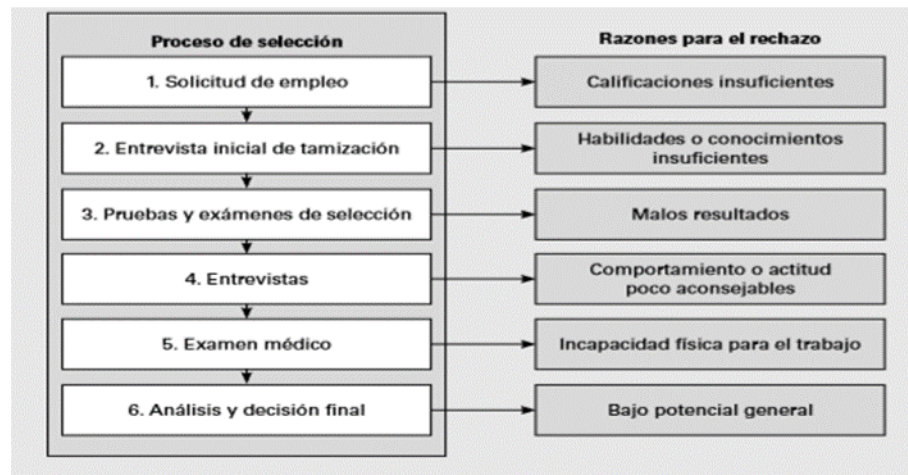 Proceso de selección
Razones para el rechazo
1. Solicitud de empleo
Calificaciones insuficientes
2. Entrevista inicial de tamización
Habilidades o conocimientos
insuficientes
3. Pruebas y exámenes de selección
Malos resultados
4. Entrevistas
Comportamiento o actitud
poco aconsejables
5. Examen médico
Incapacidad física para el trabajo
6. Análisis y decisión final
Bajo potencial general